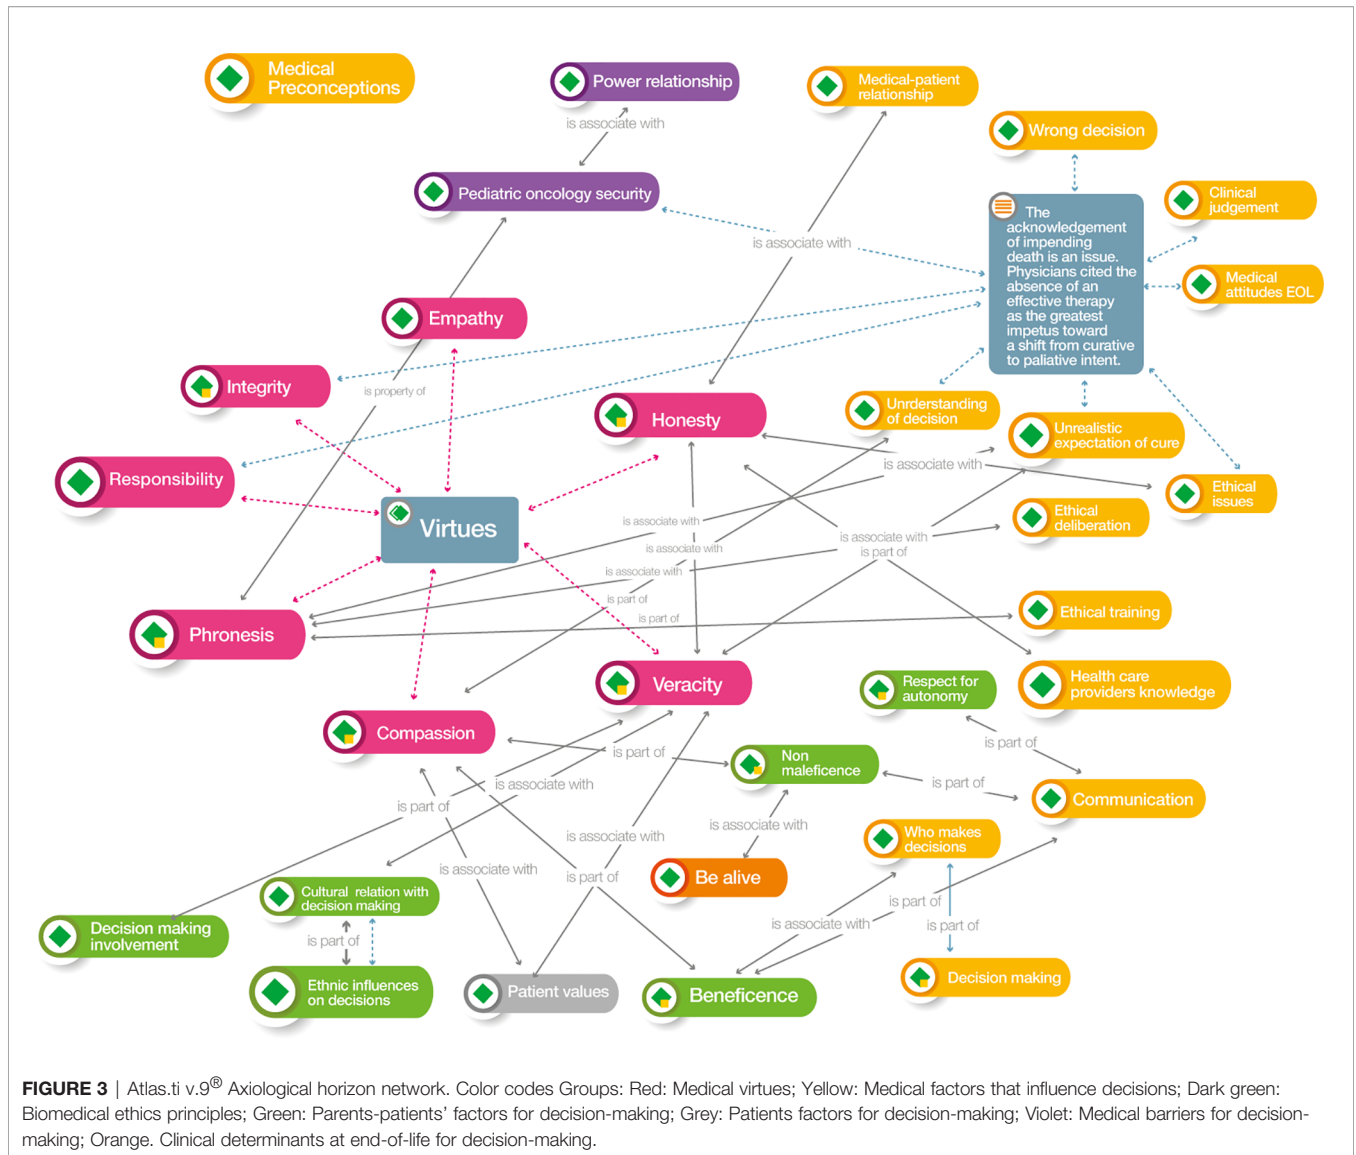 Medical
Preconceptions
Power relationship
Medical-patient
relationship
is associate with
Wrong decision
Pediatric oncology security
Clinical
judgement
The
acknowledgement
of impending
death is an issue.
Physicians cited the
absence of an
effective therapy
as the greatest
impetus toward
a shift from curative
to paliative intent.
is associate with
Medical
attitudes EOL
Empathy
Integrity
is property of
Honesty
Unrderstanding
of decision
Unrealistic
expectation of cure
is associate with
Responsibility
Ethical
issues
Virtues
Ethical
deliberation
is associate with
is associate with
is associate with
is part of
is associate with
is part of
is part of
Ethical training
Phronesis
Veracity
Respect for
autonomy
Health care
providers knowledge
Compassion
is part of
is part of
Non
maleficence
is part of
is associate with
Communication
is part of
is associate with
is associate with
Who makes
decisions
is associate with
is part of
Be alive
Cultural relation with
decision making
is part of
is associate with
is part of
Decision making
involvement
is part of
Ethnic influences
on decisions
Patient values
Beneficence
Decision making
FIGURE 3 | Atlas.ti v.9® Axiological horizon network. Color codes Groups: Red: Medical virtues; Yellow: Medical factors that influence decisions; Dark green:
Biomedical ethics principles; Green: Parents-patients’ factors for decision-making; Grey: Patients factors for decision-making; Violet: Medical barriers for decision-
making; Orange. Clinical determinants at end-of-life for decision-making.